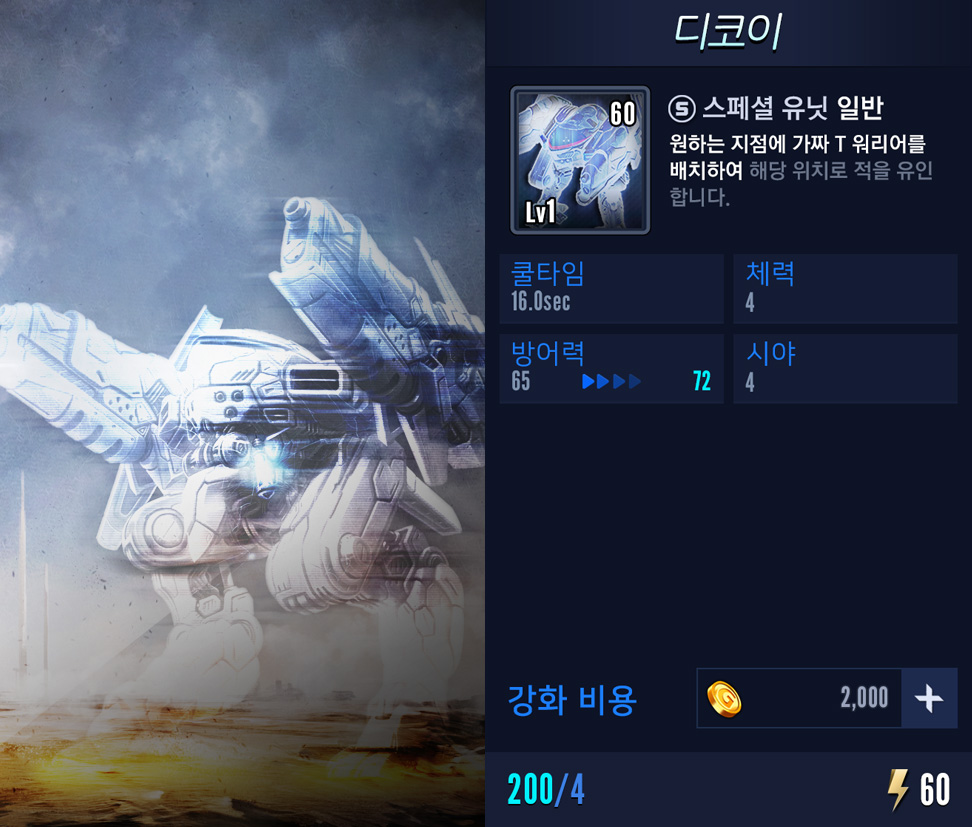 디코이
60
Lv1
Ⓢ 스페셜 유닛 일반
원하는 지점에 가짜 T 워리어를
배치하여 해당 위치로 적을 유인
합니다.
쿨타임
16.0sec
체력
4
방어력
65 72
시야
4
강화 비용 2,000 +
200/4 60